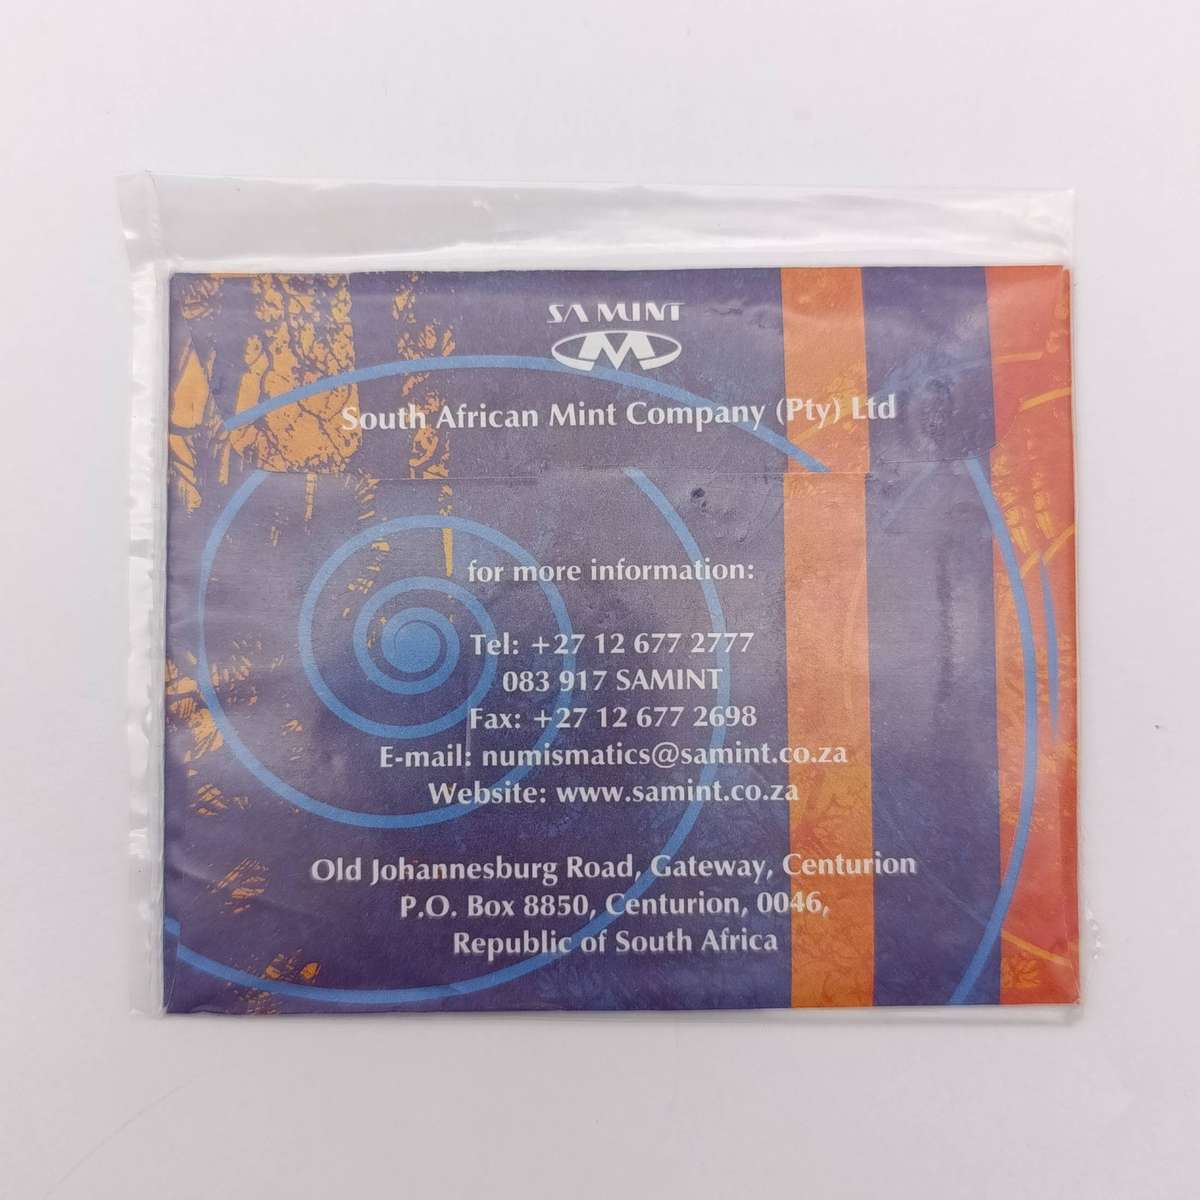 SA MINT
South African Mint Company (Pty) Ltd
for more information:
Tel: +27 12 677 2777
083 917 SAMINT
Fax: +27 12 677 2698
E-mail: numismatics@samint.co.za
Website: www.samint.co.za
Old Johannesburg Road, Gateway, Centurion
P.O. Box 8850, Centurion, 0046,
Republic of South Africa